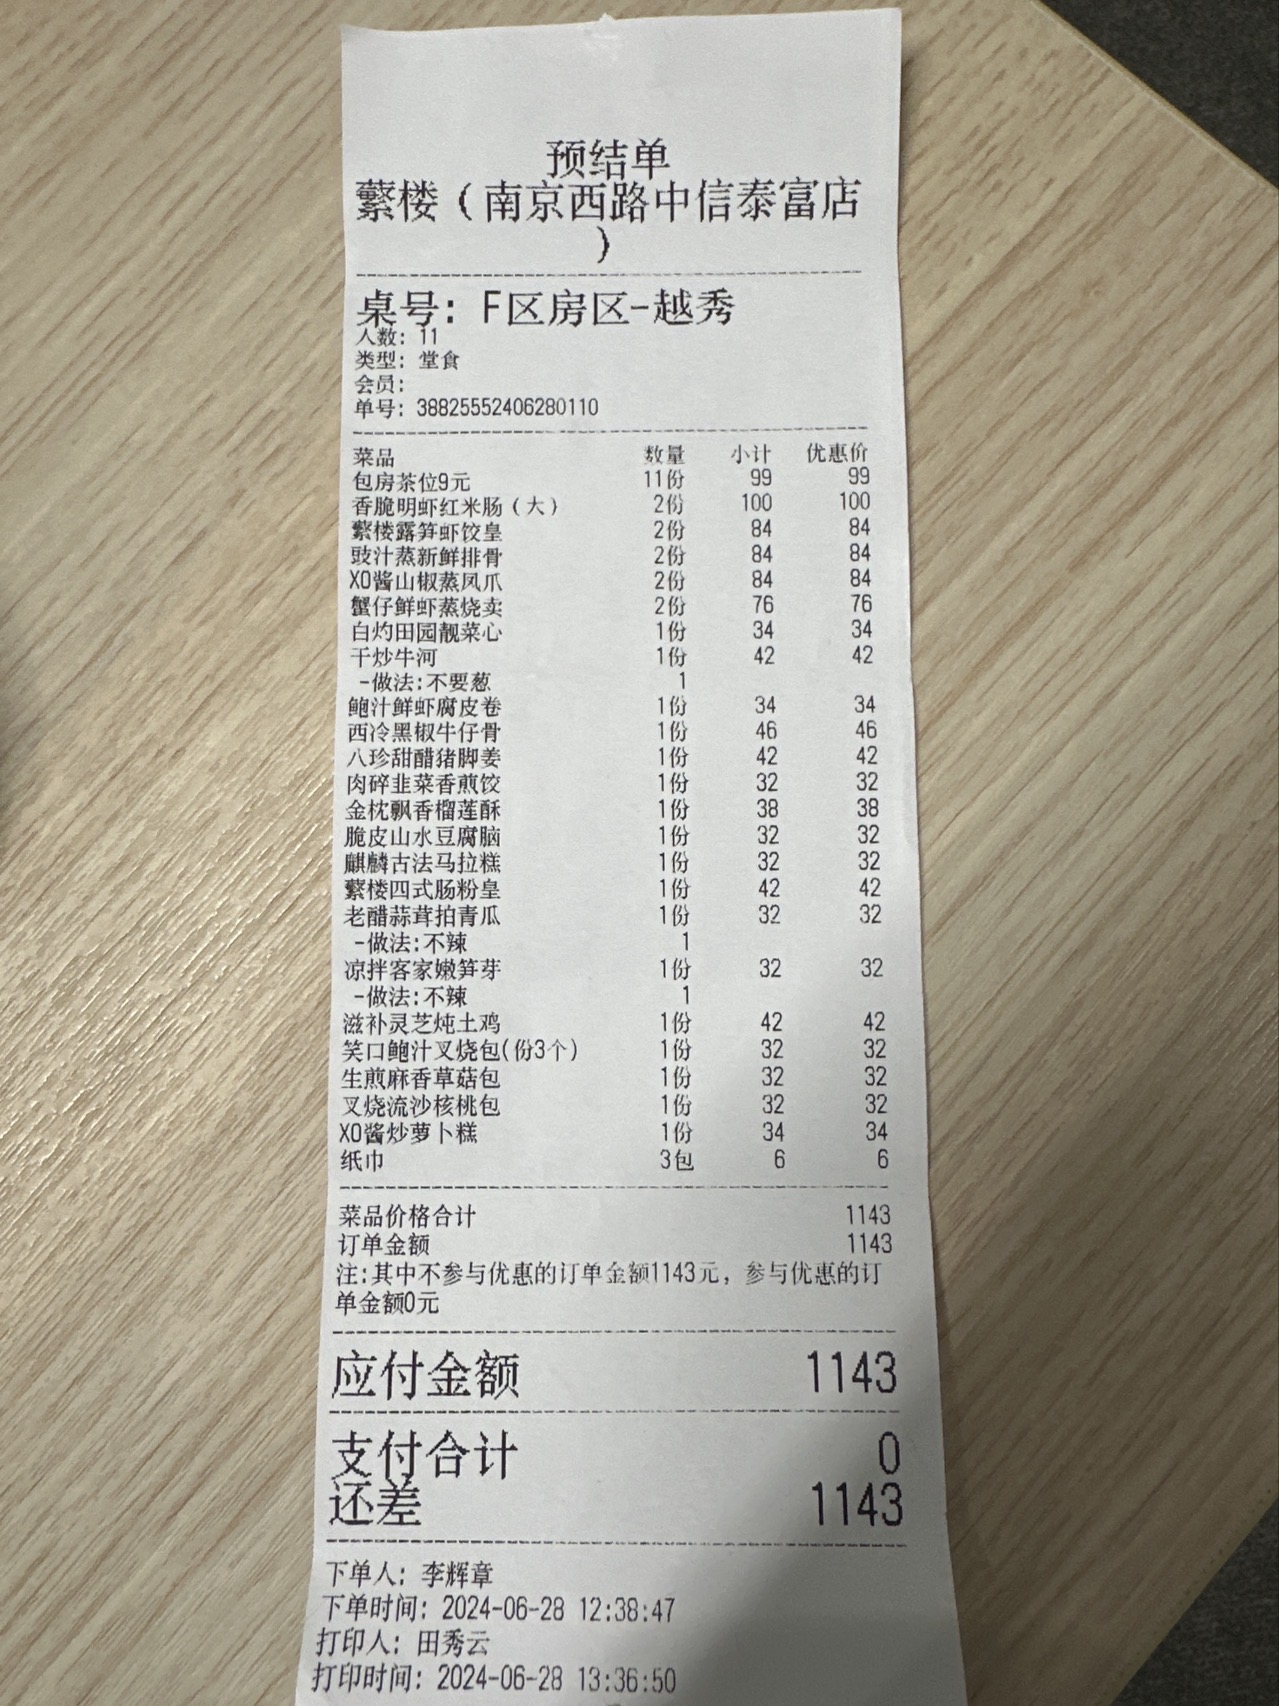 预结单
蘩楼（南京西路中信泰富店
）
桌号：F区房区-越秀
人数：11
类型：堂食
会员：
单号：38825552406280110
菜品 数量 小计 优惠价
包房茶位9元 11份 99 99
香脆明虾红米肠（大） 2份 100 100
蘩楼露笋虾饺皇 2份 84 84
豉汁蒸新鲜排骨 2份 84 84
XO酱山椒蒸凤爪 2份 84 84
蟹仔鲜虾蒸烧卖 2份 76 76
白灼田园靓菜心 1份 34 34
干炒牛河 1份 42 42
-做法:不要葱 1
鲍汁鲜虾腐皮卷 1份 34 34
西冷黑椒牛仔骨 1份 46 46
八珍甜醋猪脚姜 1份 42 42
肉碎韭菜香煎饺 1份 32 32
金枕飘香榴莲酥 1份 38 38
脆皮山水豆腐脑 1份 32 32
麒麟古法马拉糕 1份 32 32
蘩楼四式肠粉皇 1份 42 42
老醋蒜茸拍青瓜 1份 32 32
-做法:不辣 1
凉拌客家嫩笋芽 1份 32 32
-做法:不辣 1
滋补灵芝炖土鸡 1份 42 42
笑口鲍汁叉烧包(份3个) 1份 32 32
生煎麻香草菇包 1份 32 32
叉烧流沙核桃包 1份 32 32
XO酱炒萝卜糕 1份 34 34
纸巾 3包 6 6
菜品价格合计 1143
订单金额 1143
注:其中不参与优惠的订单金额1143元，参与优惠的订
单金额0元
应付金额 1143
支付合计 0
还差 1143
下单人：李辉章
下单时间：2024-06-28 12:38:47
打印人：田秀云
打印时间：2024-06-28 13:36:50